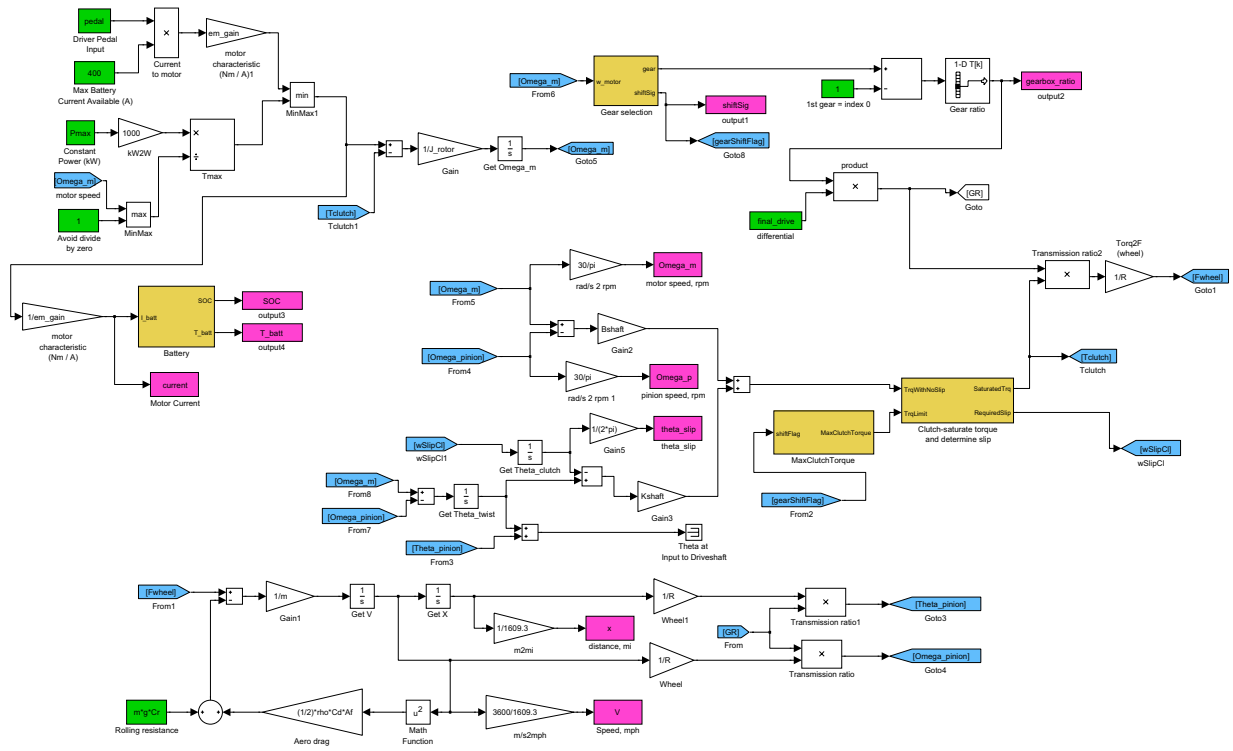 pedal
Driver Pedal
Input
400
Max Battery
Current Available (A)
×
Current
to motor
em_gain
motor
characteristic
(Nm / A)1
min
MinMax1
Pmax
Constant
Power (kW)
1000
kW2W
×
÷
Tmax
[Omega_m]
motor speed
1
Avoid divide
by zero
max
MinMax
[Tclutch]
Tclutch1
+
−
1/J_rotor
Gain
1
s
Get Omega_m
[Omega_m]
Goto5
[Omega_m]
From6
w_motor
gear
shiftSig
Gear selection
shiftSig
output1
[gearShiftFlag]
Goto8
1
1st gear = index 0
+
−
1-D T[k]
Gear ratio
gearbox_ratio
output2
product
×
final_drive
differential
[GR]
Goto
Transmission ratio2
×
Torq2F
(wheel)
1/R
[Fwheel]
Goto1
1/em_gain
motor
characteristic
(Nm / A)
I_batt
SOC
T_batt
Battery
SOC
output3
T_batt
output4
current
Motor Current
[Omega_m]
From5
30/pi
rad/s 2 rpm
Omega_m
motor speed, rpm
+
−
Bshaft
Gain2
[Omega_pinion]
From4
30/pi
rad/s 2 rpm 1
Omega_p
pinion speed, rpm
+
+
[wSlipCl]
wSlipCl1
1
s
Get Theta_clutch
1/(2*pi)
Gain5
theta_slip
theta_slip
−
+
Kshaft
Gain3
[Omega_m]
From8
[Omega_pinion]
From7
+
−
1
s
Get Theta_twist
[Theta_pinion]
From3
+
+
Theta at
Input to Driveshaft
shiftFlag
MaxClutchTorque
MaxClutchTorque
[gearShiftFlag]
From2
TrqWithNoSlip
TrqLimit
SaturatedTrq
RequiredSlip
Clutch-saturate torque
and determine slip
[Tclutch]
Tclutch
[wSlipCl]
wSlipCl
[Fwheel]
From1
+
−
1/m
Gain1
1
s
Get V
1
s
Get X
1/1609.3
m2mi
x
distance, mi
1/R
Wheel1
1/R
Wheel
[GR]
From
×
Transmission ratio1
×
Transmission ratio
[Theta_pinion]
Goto3
[Omega_pinion]
Goto4
m*g*Cr
Rolling resistance
+
+
(1/2)*rho*Cd*Af
Aero drag
u²
Math
Function
3600/1609.3
m/s2mph
V
Speed, mph